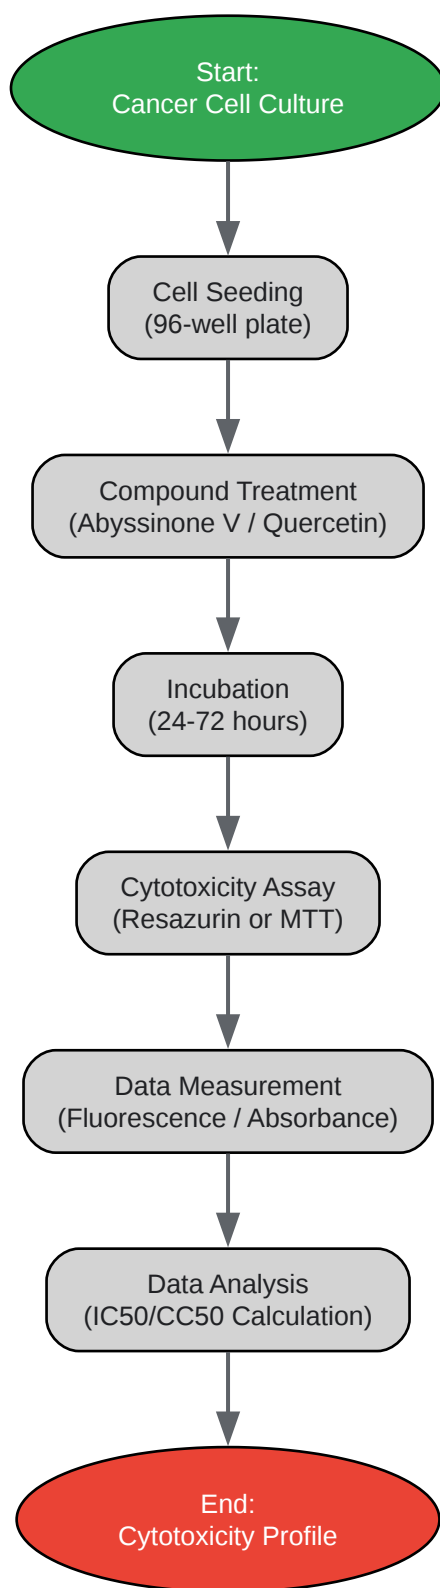 Start:
Cancer Cell Culture
Cell Seeding
(96-well plate)
Compound Treatment
(Abyssinone V / Quercetin)
Incubation
(24-72 hours)
Cytotoxicity Assay
(Resazurin or MTT)
Data Measurement
(Fluorescence / Absorbance)
Data Analysis
(IC50/CC50 Calculation)
End:
Cytotoxicity Profile